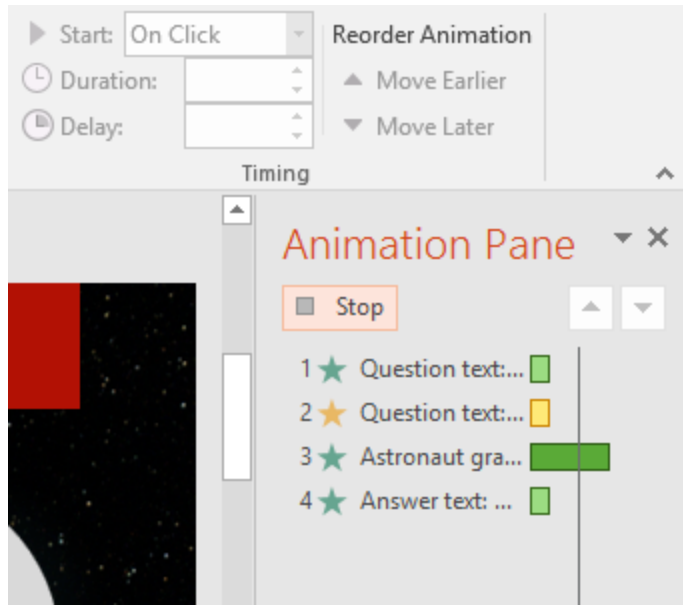 Start: On Click
Reorder Animation
Duration:
Move Earlier
Delay:
Move Later
Timing
Animation Pane
Stop
1 Question text:...
2 Question text:...
3 Astronaut gra...
4 Answer text: ...